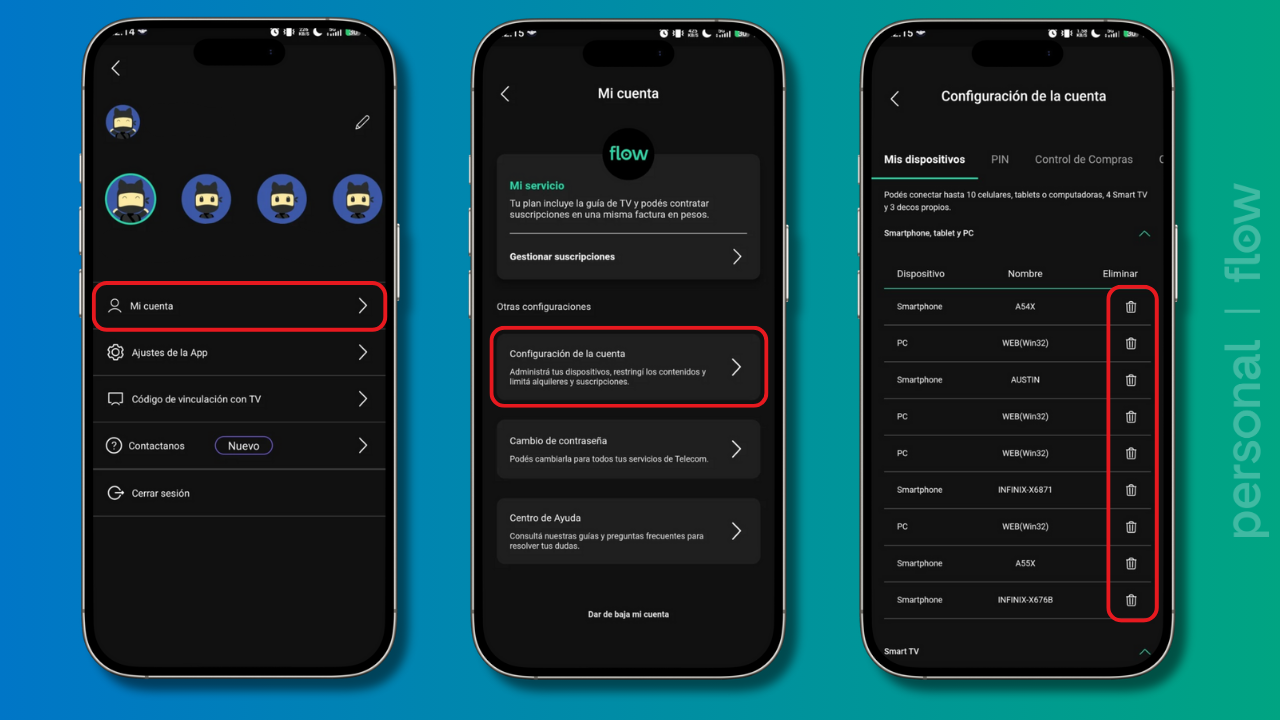 Mi cuenta
Ajustes de la App
Código de vinculación con TV
Contactanos
Nuevo
Cerrar sesión
Mi cuenta
flow
Mi servicio
Tu plan incluye la guía de TV y podés contratar
suscripciones en una misma factura en pesos.
Gestionar suscripciones
Otras configuraciones
Configuración de la cuenta
Administrá tus dispositivos, restringí los contenidos y
limitá alquileres y suscripciones.
Cambio de contraseña
Podés cambiarla para todos tus servicios de Telecom.
Centro de Ayuda
Consultá nuestras guías y preguntas frecuentes para
resolver tus dudas.
Dar de baja mi cuenta
Configuración de la cuenta
Mis dispositivos PIN Control de Compras
Podés conectar hasta 10 celulares, tablets o computadoras, 4 Smart TV
y 3 decos propios.
Smartphone, tablet y PC
Dispositivo Nombre Eliminar
Smartphone A54X
PC WEB(Win32)
Smartphone AUSTIN
PC WEB(Win32)
PC WEB(Win32)
Smartphone INFINIX-X6871
PC WEB(Win32)
Smartphone A55X
Smartphone INFINIX-X676B
Smart TV
personal | flow